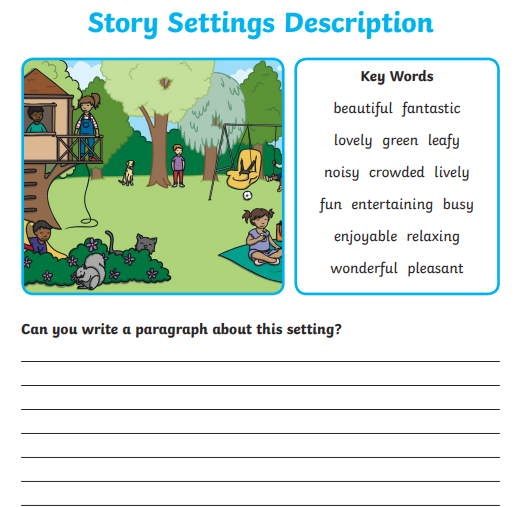 Story Settings Description
Key Words
beautiful fantastic
lovely green leafy
noisy crowded lively
fun entertaining busy
enjoyable relaxing
wonderful pleasant
Can you write a paragraph about this setting?